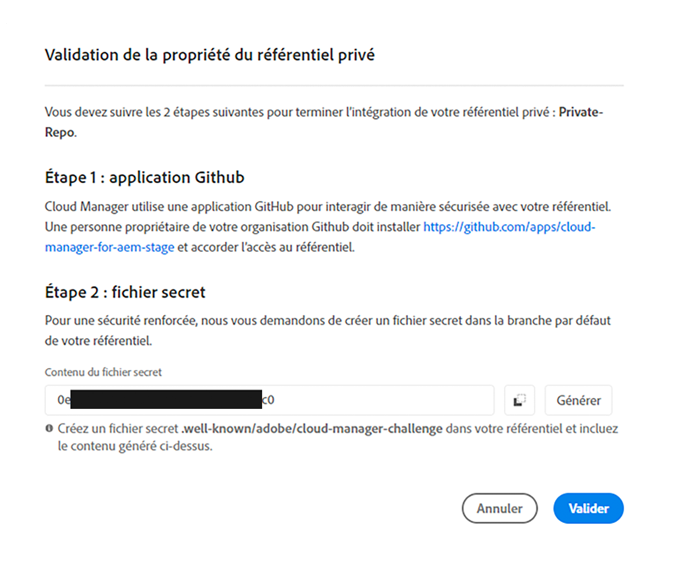 Validation de la propriété du référentiel privé
Vous devez suivre les 2 étapes suivantes pour terminer l'intégration de votre référentiel privé : Private-
Repo.
Étape 1 : application Github
Cloud Manager utilise une application GitHub pour interagir de manière sécurisée avec votre référentiel.
Une personne propriétaire de votre organisation Github doit installer https://github.com/apps/cloud-
manager-for-aem-stage et accorder l'accès au référentiel.
Étape 2 : fichier secret
Pour une sécurité renforcée, nous vous demandons de créer un fichier secret dans la branche par défaut
de votre référentiel.
Contenu du fichier secret
0e c0
Générer
Créez un fichier secret .well-known/adobe/cloud-manager-challenge dans votre référentiel et incluez
le contenu généré ci-dessus.
Annuler
Valider